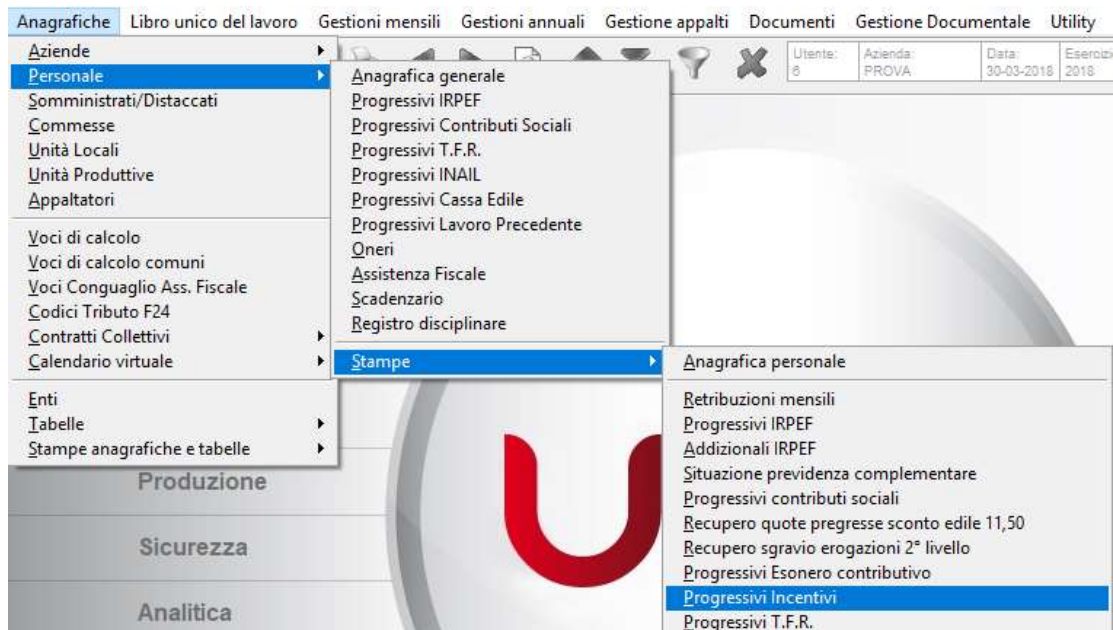 Anagrafiche Libro unico del lavoro Gestioni mensili Gestioni annuali Gestione appalti Documenti Gestione Documentale Utility
Utente: Azienda: Data: Esercizi
6 PROVA 30-03-2018 2018
Aziende
Personale
Somministrati/Distaccati
Commesse
Unità Locali
Unità Produttive
Appaltatori
Voci di calcolo
Voci di calcolo comuni
Voci Conguaglio Ass. Fiscale
Codici Tributo F24
Contratti Collettivi
Calendario virtuale
Enti
Tabelle
Stampe anagrafiche e tabelle
Anagrafica generale
Progressivi IRPEF
Progressivi Contributi Sociali
Progressivi T.F.R.
Progressivi INAIL
Progressivi Cassa Edile
Progressivi Lavoro Precedente
Oneri
Assistenza Fiscale
Scadenzario
Registro disciplinare
Stampe
Anagrafica personale
Retribuzioni mensili
Progressivi IRPEF
Addizionali IRPEF
Situazione previdenza complementare
Progressivi contributi sociali
Recupero quote pregresse sconto edile 11,50
Recupero sgravio erogazioni 2° livello
Progressivi Esonero contributivo
Progressivi Incentivi
Progressivi T.F.R.
Produzione
Sicurezza
Analitica